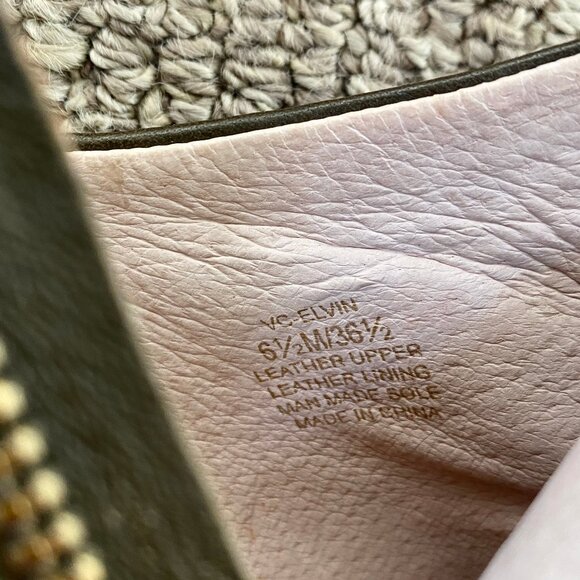 VC-ELVIN
6½M/36½
LEATHER UPPER
LEATHER LINING
MAN MADE SOLE
MADE IN CHINA